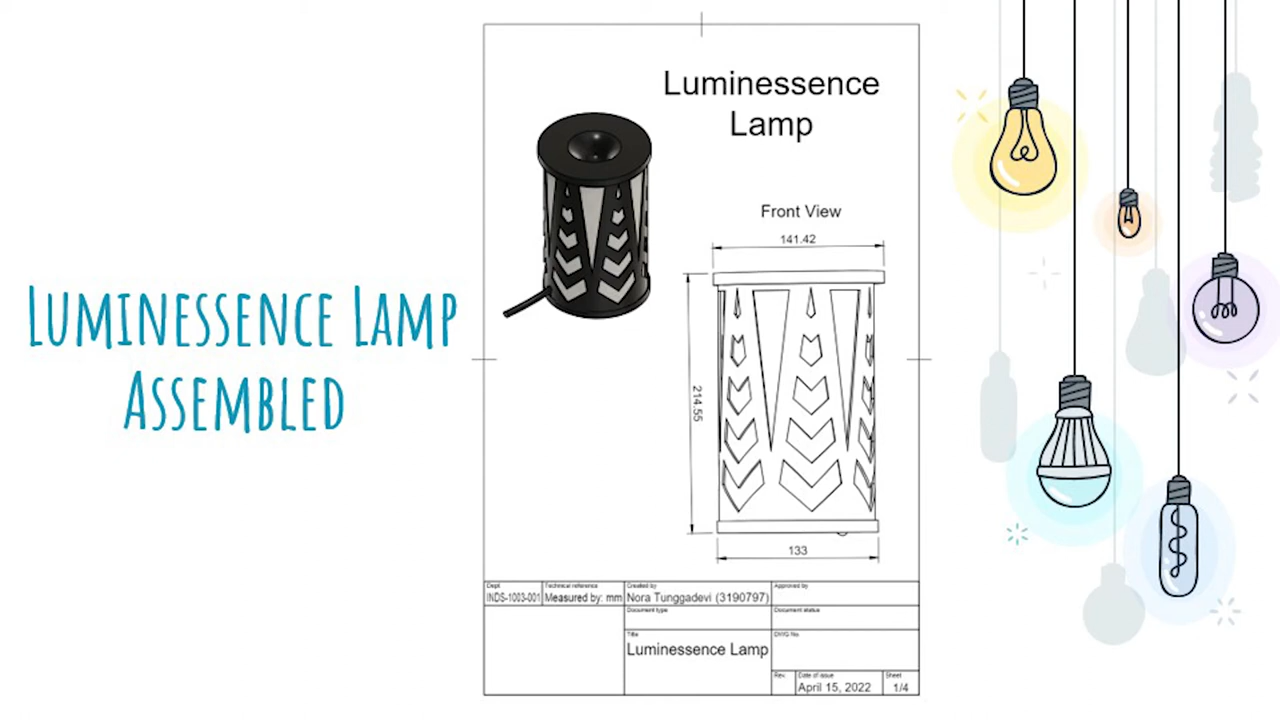 Luminessence Lamp
Assembled
Luminessence
Lamp
Front View
141.42
214.55
133
Dept.
INDS-1003-001
Technical reference
Measured by: mm
Created by
Nora Tunggadevi (3190797)
Approved by
Document type
Document status
Title
Luminessence Lamp
DWG No.
Rev.
Date of issue
April 15, 2022
Sheet
1/4